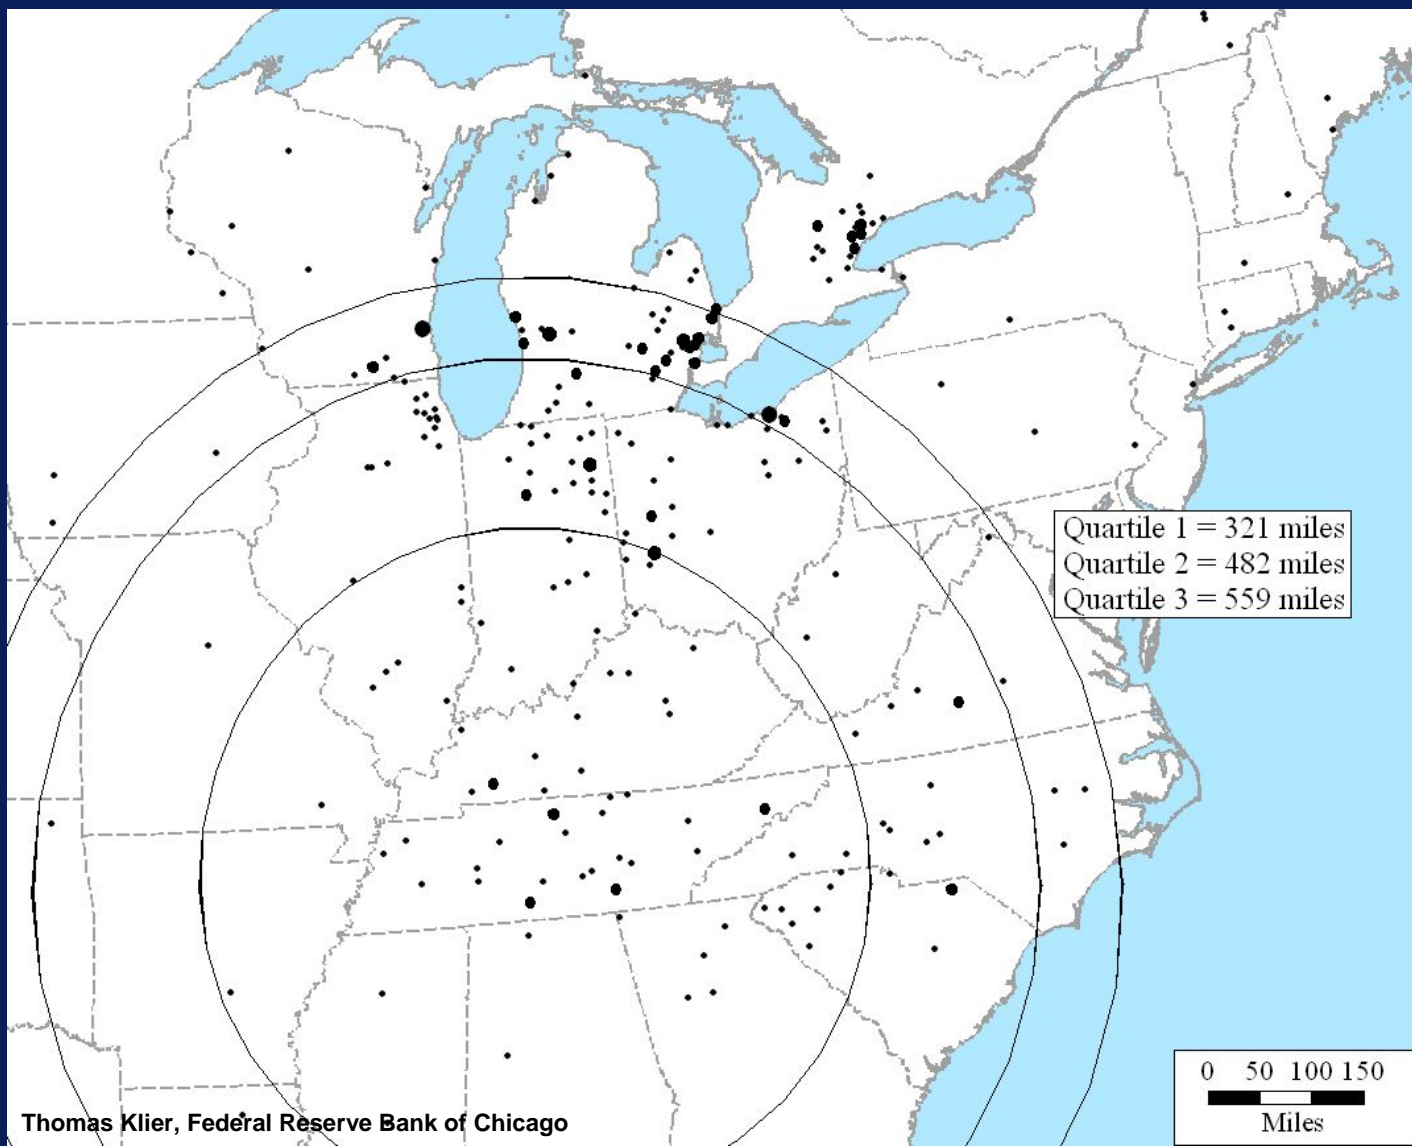 Quartile 1 = 321 miles
Quartile 2 = 482 miles
Quartile 3 = 559 miles
0 50 100 150
Miles
Thomas Klier, Federal Reserve Bank of Chicago